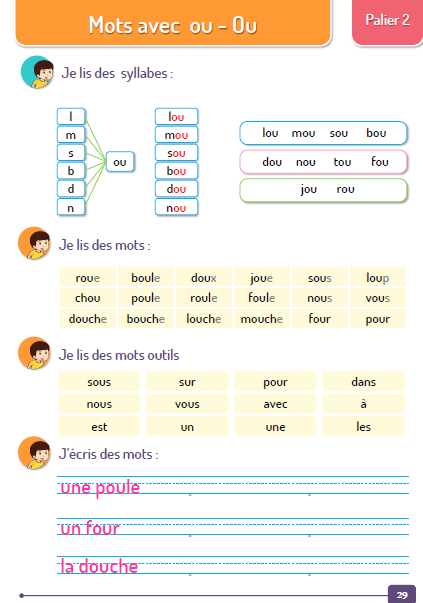 Mots avec ou - Ou
Palier 2
Je lis des syllabes :
l
m
s
b
d
n
ou
lou
mou
sou
bou
dou
nou
lou mou sou bou
dou nou tou fou
jou rou
Je lis des mots :
roue boule doux joue sous loup
chou poule roule foule nous vous
douche bouche louche mouche four pour
Je lis des mots outils
sous sur pour dans
nous vous avec à
est un une les
J'écris des mots :
une poule
un four
la douche
29